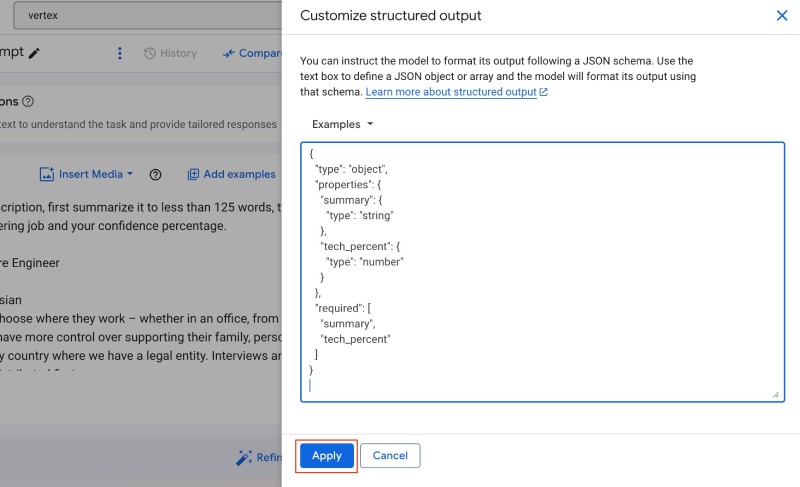 vertex
Customize structured output
mpt
History
Compar
You can instruct the model to format its output following a JSON schema. Use the
text box to define a JSON object or array and the model will format its output using
that schema. Learn more about structured output
ons
text to understand the task and provide tailored responses
Examples
Insert Media
Add examples
{
"type": "object",
"properties": {
"summary": {
"type": "string"
},
"tech_percent": {
"type": "number"
}
},
"required": [
"summary",
"tech_percent"
]
}
cription, first summarize it to less than 125 words, t
ering job and your confidence percentage.
re Engineer
sian
hoose where they work – whether in an office, from
have more control over supporting their family, perso
y country where we have a legal entity. Interviews an
Refin
Apply
Cancel